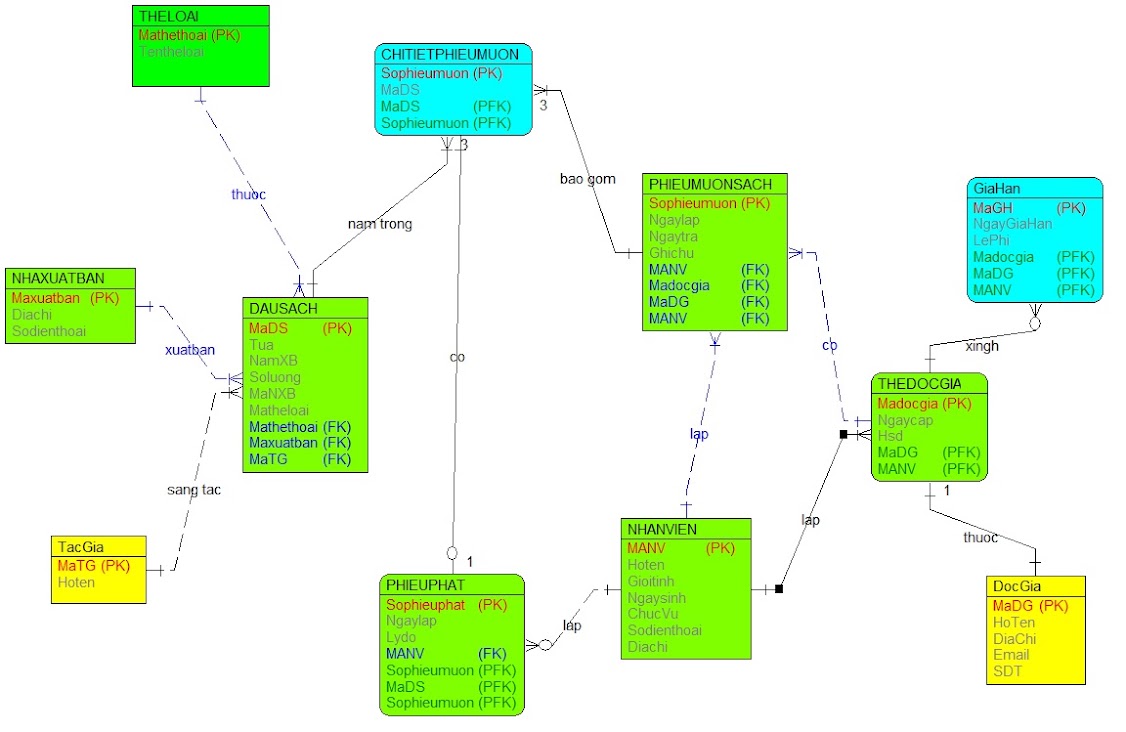 THELOAI
Mathethoai (PK)
Tentheloai
CHITIETPHIEUMUON
Sophieumuon (PK)
MaDS
MaDS (PFK)
Sophieumuon (PFK)
3
3
bao gom
thuoc
nam trong
PHIEUMUONSACH
Sophieumuon (PK)
Ngaylap
Ngaytra
Ghichu
MANV (FK)
Madocgia (FK)
MaDG (FK)
MANV (FK)
GiaHan
MaGH (PK)
NgayGiaHan
LePhi
Madocgia (PFK)
MaDG (PFK)
MANV (PFK)
NHAXUATBAN
Maxuatban (PK)
Diachi
Sodienthoai
xuatban
DAUSACH
MaDS (PK)
Tua
NamXB
Soluong
MaNXB
Matheloai
Mathethoai (FK)
Maxuatban (FK)
MaTG (FK)
co
co
xingh
THEDOCGIA
Madocgia (PK)
Ngaycap
Hsd
MaDG (PFK)
MANV (PFK)
1
lap
sang tac
lap
thuoc
TacGia
MaTG (PK)
Hoten
1
PHIEUPHAT
Sophieuphat (PK)
Ngaylap
Lydo
MANV (FK)
Sophieumuon (PFK)
MaDS (PFK)
Sophieumuon (PFK)
lap
NHANVIEN
MANV (PK)
Hoten
Gioitinh
Ngaysinh
ChucVu
Sodienthoai
Diachi
DocGia
MaDG (PK)
HoTen
DiaChi
Email
SDT